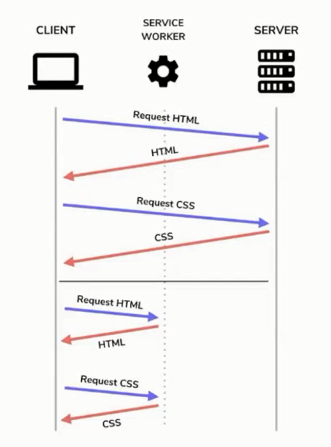 CLIENT
SERVICE
WORKER
SERVER
Request HTML
HTML
Request CSS
CSS
Request HTML
HTML
Request CSS
CSS